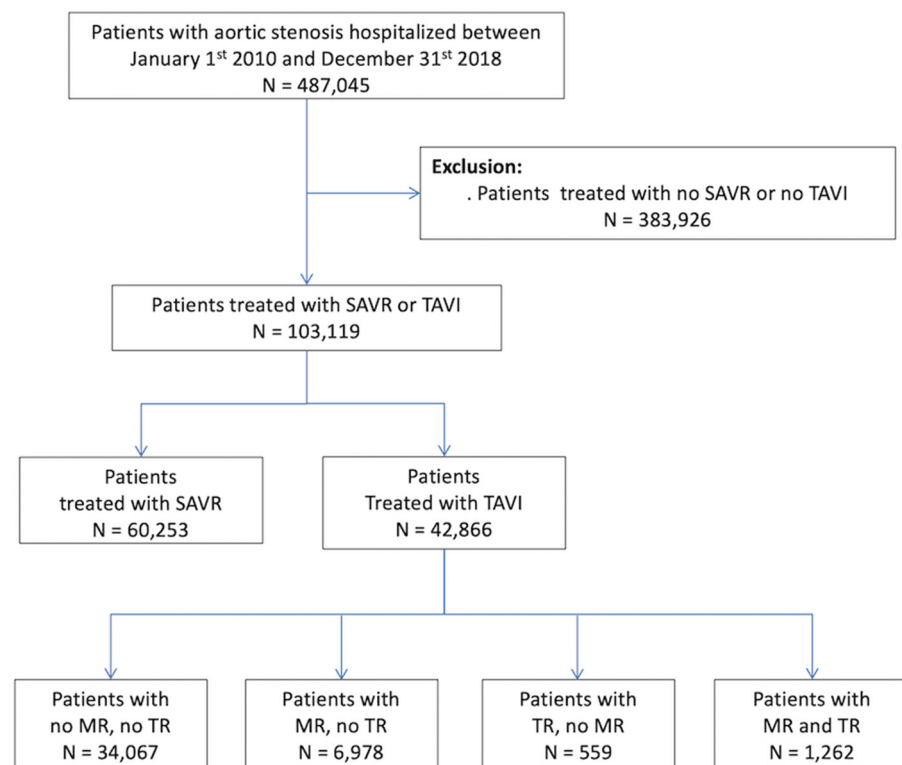 Patients with aortic stenosis hospitalized between
January 1st 2010 and December 31st 2018
N = 487,045
Exclusion:
. Patients treated with no SAVR or no TAVI
N = 383,926
Patients treated with SAVR or TAVI
N = 103,119
Patients
treated with SAVR
N = 60,253
Patients
Treated with TAVI
N = 42,866
Patients with
no MR, no TR
N = 34,067
Patients with
MR, no TR
N = 6,978
Patients with
TR, no MR
N = 559
Patients with
MR and TR
N = 1,262